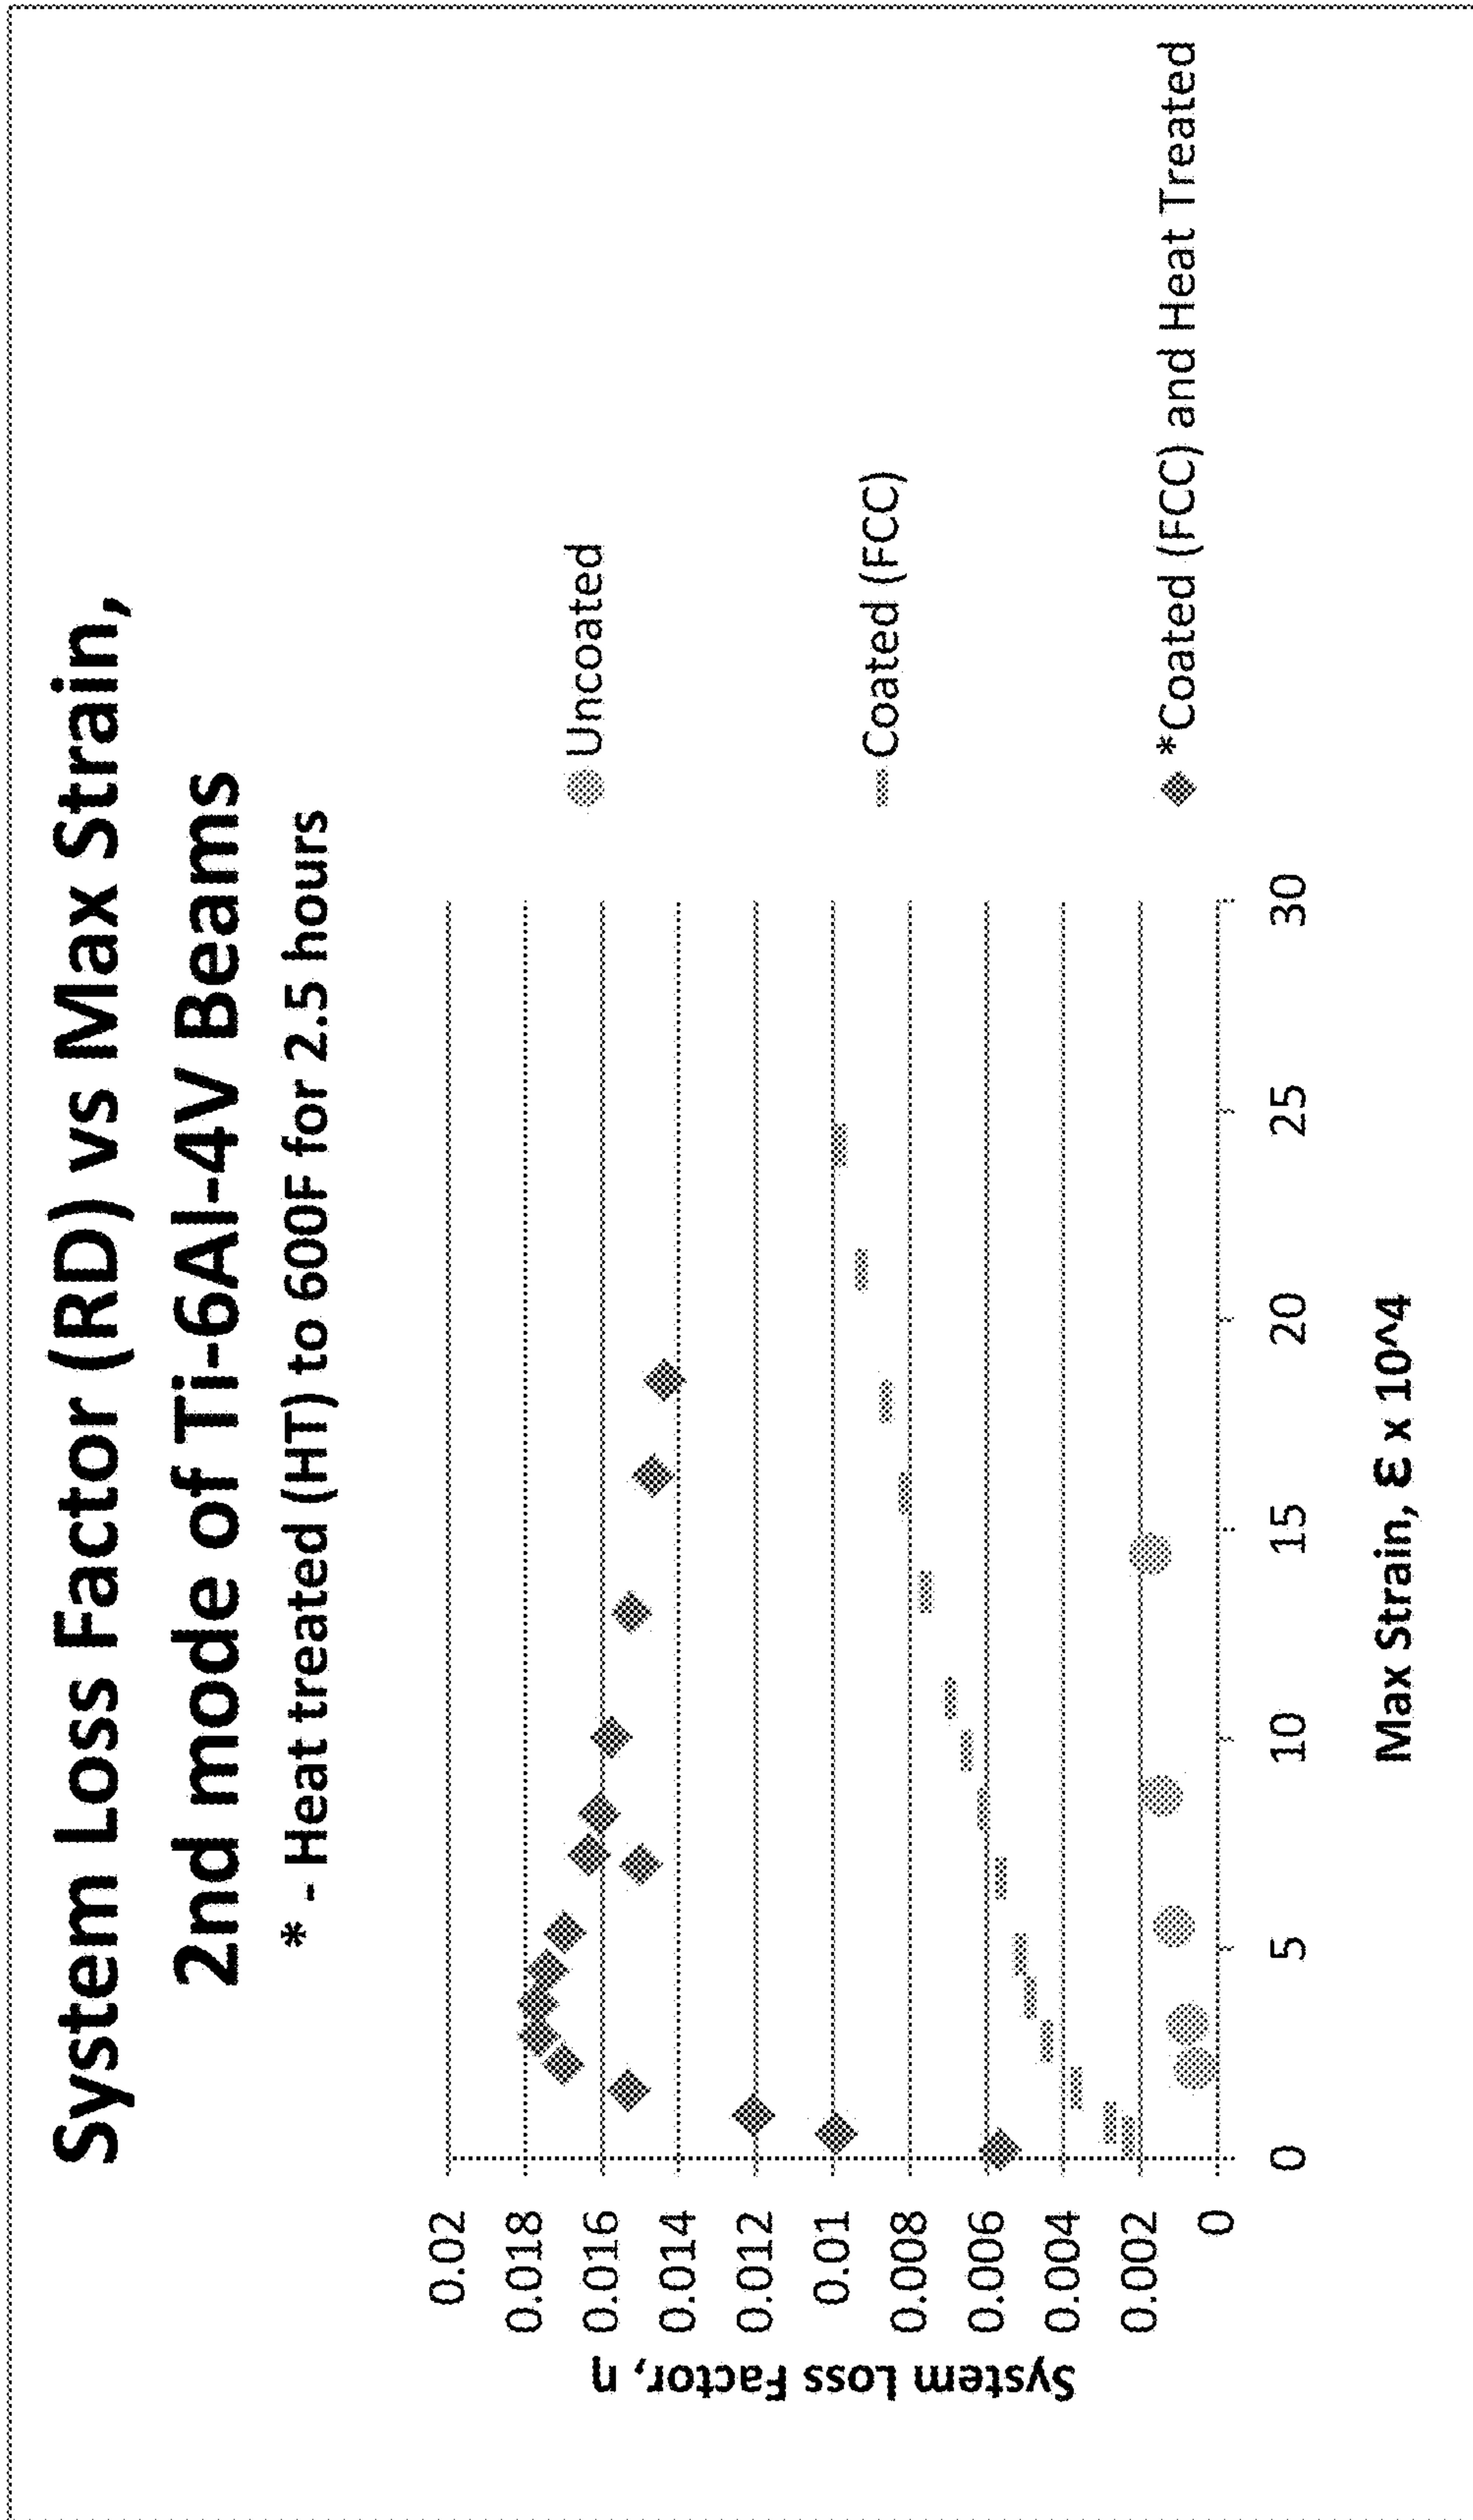 System Loss Factor (RD) vs Max Strain,
2nd mode of Ti-6Al-4V Beams
* - Heat treated (HT) to 600F for 2.5 hours
System Loss Factor, η
0.02
0.018
0.016
0.014
0.012
0.01
0.008
0.006
0.004
0.002
0
0 5 10 15 20 25 30
Max Strain, ε x 10^4
Uncoated
Coated (FCC)
*Coated (FCC) and Heat Treated